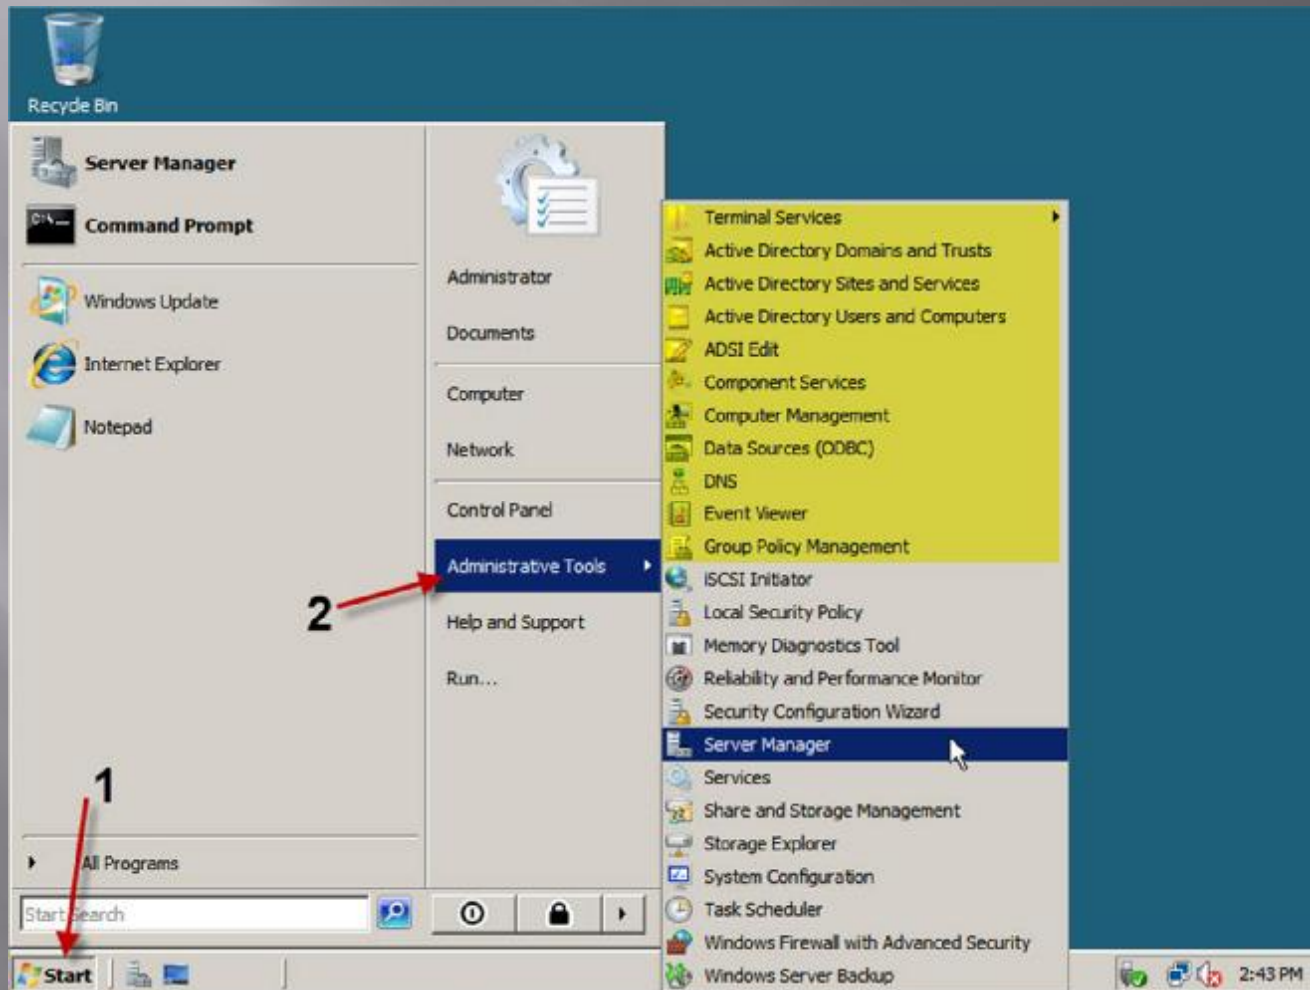 Recycle Bin
Server Manager
Command Prompt
Windows Update
Internet Explorer
Notepad
All Programs
Start Search
Administrator
Documents
Computer
Network
Control Panel
Administrative Tools
Help and Support
Run...
Terminal Services
Active Directory Domains and Trusts
Active Directory Sites and Services
Active Directory Users and Computers
ADSI Edit
Component Services
Computer Management
Data Sources (ODBC)
DNS
Event Viewer
Group Policy Management
iSCSI Initiator
Local Security Policy
Memory Diagnostics Tool
Reliability and Performance Monitor
Security Configuration Wizard
Server Manager
Services
Share and Storage Management
Storage Explorer
System Configuration
Task Scheduler
Windows Firewall with Advanced Security
Windows Server Backup
1
2
Start
2:43 PM